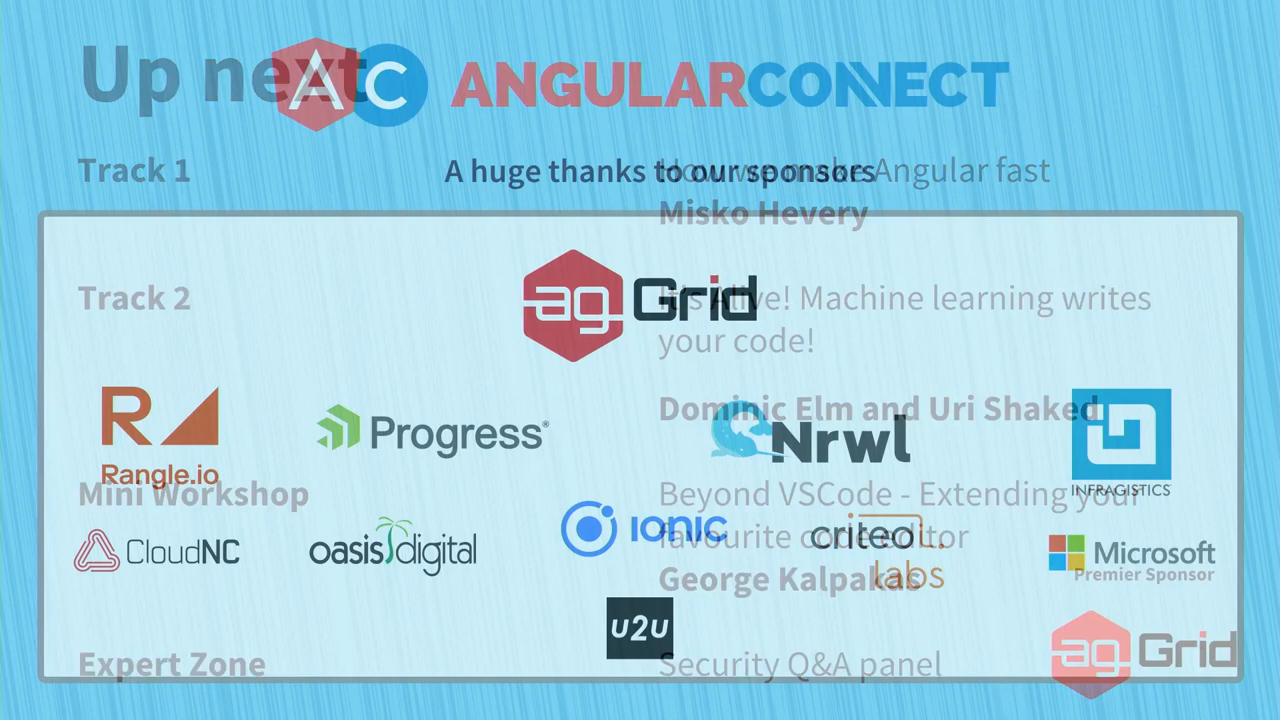 Up next
AC ANGULARCONNECT
Track 1
A huge thanks to our sponsors
How we make Angular fast
Misko Hevery
Track 2
ag Grid
It's Alive! Machine learning writes
your code!
Dominic Elm and Uri Shaked
R
Rangle.io
Progress®
Nrwl
INFRAGISTICS
Mini Workshop
Beyond VSCode - Extending your
favourite code editor
George Kalpakas
CloudNC
oasis digital
ionic
criteo
labs
Microsoft
Premier Sponsor
U2U
Expert Zone
Security Q&A panel
ag Grid